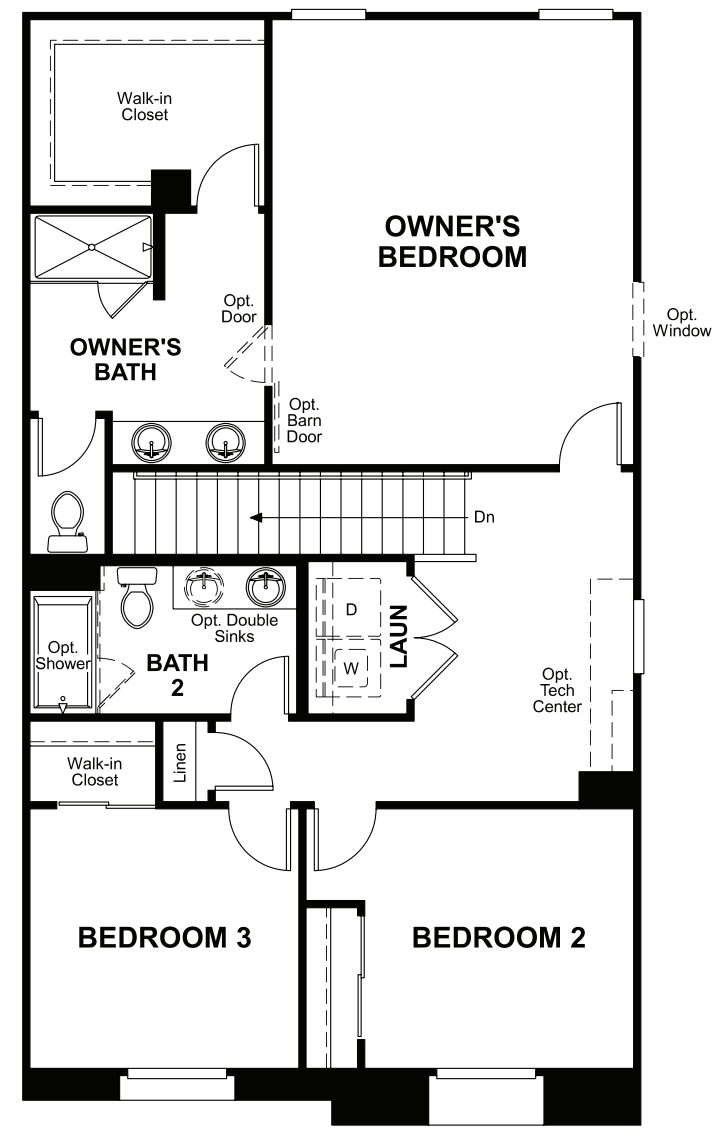 Walk-in
Closet
OWNER'S
BEDROOM
Opt.
Door
Opt.
Window
OWNER'S
BATH
Opt.
Barn
Door
Dn
Opt. Double
Sinks
D
W
LAUN
Opt.
Shower
BATH
2
Opt.
Tech
Center
Walk-in
Closet
Linen
BEDROOM 3
BEDROOM 2